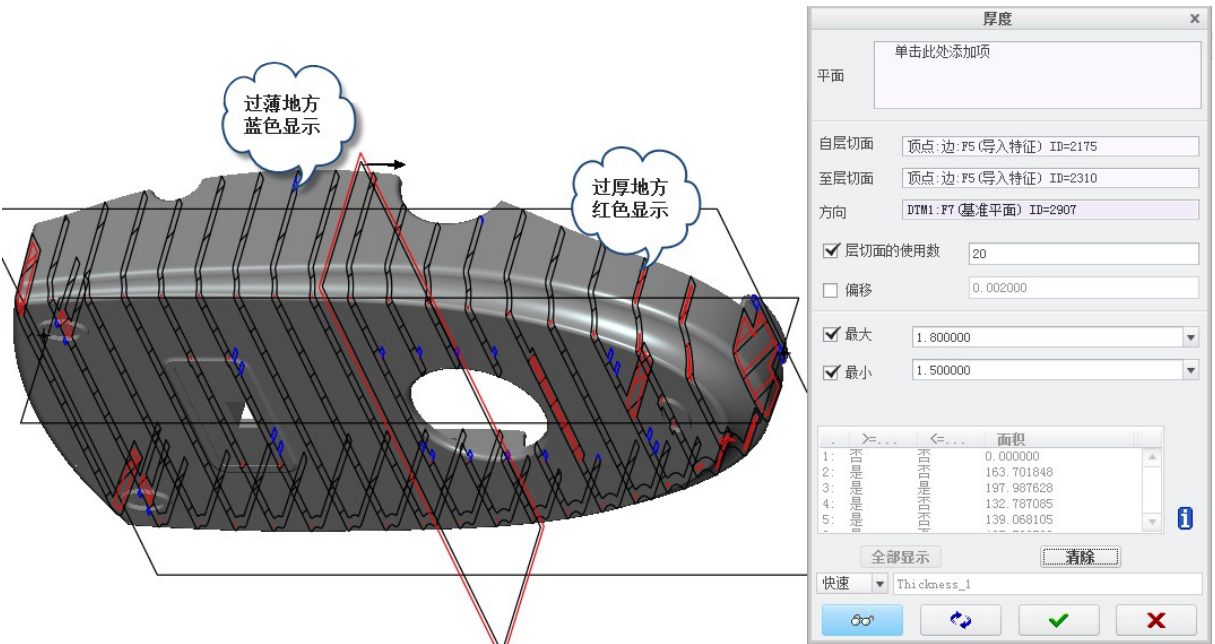 过薄地方
蓝色显示
过厚地方
红色显示
厚度
x
平面
单击此处添加项
自层切面
顶点:边:F5(导入特征) ID=2175
至层切面
顶点:边:F5(导入特征) ID=2310
方向
DTM1:F7(基准平面) ID=2907
层切面的使用数
20
偏移
0.002000
最大
1.800000
最小
1.500000
. >=... <=... 面积
1: 否 否 0.000000
2: 是 否 163.701848
3: 是 是 197.987628
4: 是 否 132.787085
5: 是 否 139.068105
全部显示
清除
快速
Thickness_1